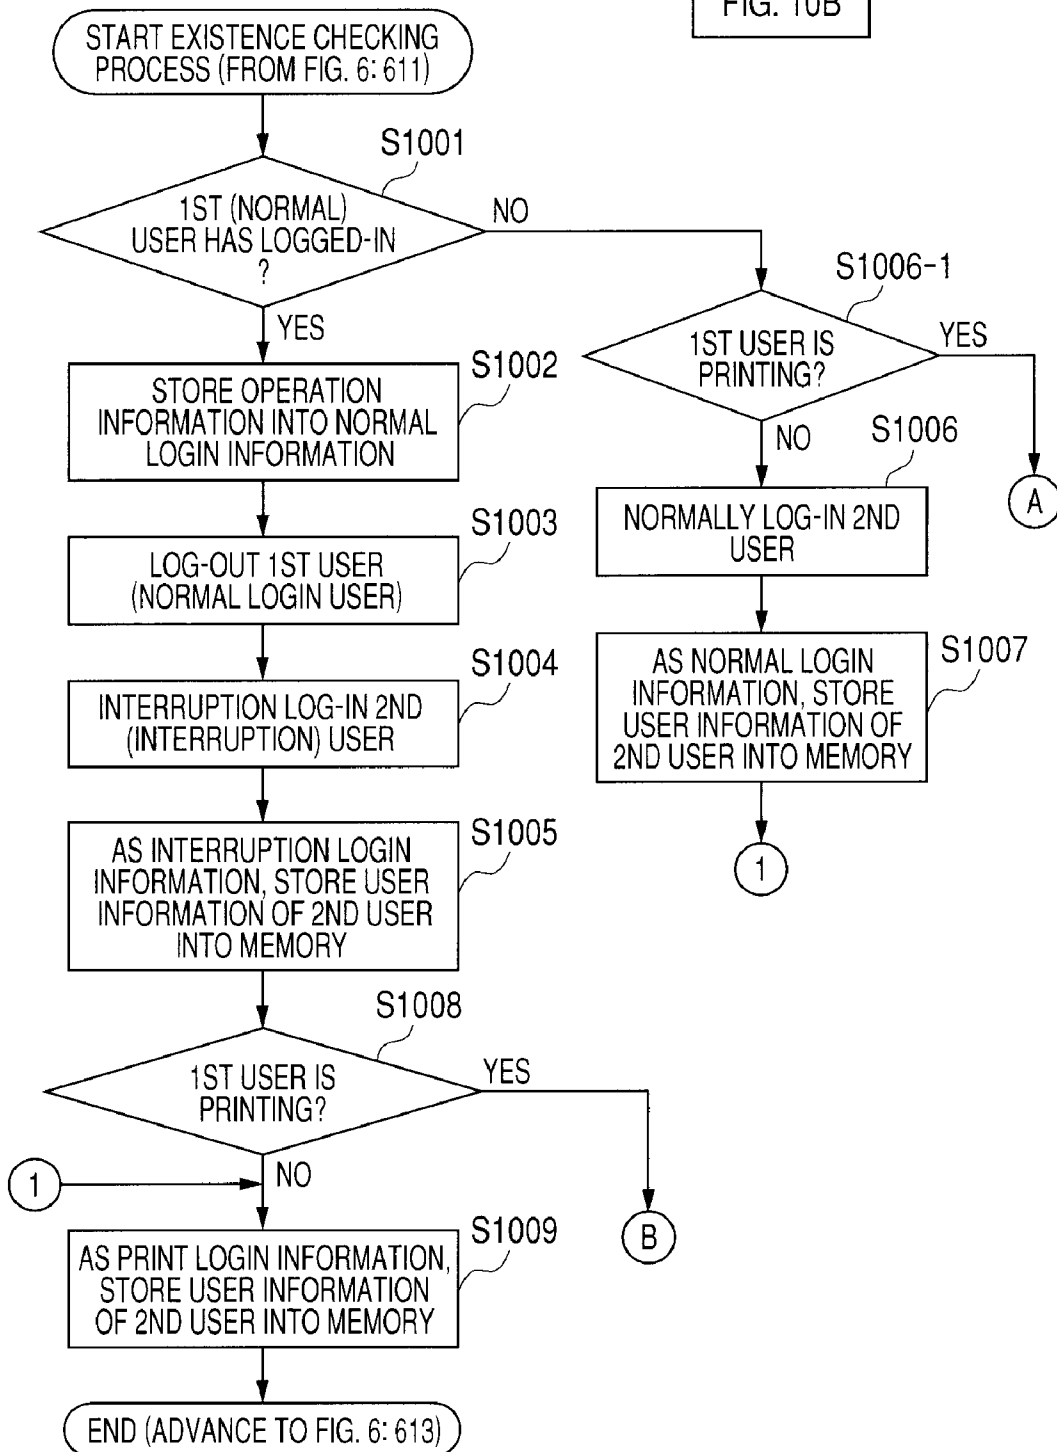 FIG. 10B
START EXISTENCE CHECKING
PROCESS (FROM FIG. 6: 611)
S1001
1ST (NORMAL)
USER HAS LOGGED-IN
?
NO
YES
S1006-1
1ST USER IS
PRINTING?
YES
NO
A
S1002
STORE OPERATION
INFORMATION INTO NORMAL
LOGIN INFORMATION
S1006
NORMALLY LOG-IN 2ND
USER
S1003
LOG-OUT 1ST USER
(NORMAL LOGIN USER)
S1007
AS NORMAL LOGIN
INFORMATION, STORE
USER INFORMATION OF
2ND USER INTO MEMORY
1
S1004
INTERRUPTION LOG-IN 2ND
(INTERRUPTION) USER
S1005
AS INTERRUPTION LOGIN
INFORMATION, STORE USER
INFORMATION OF 2ND USER
INTO MEMORY
S1008
1ST USER IS
PRINTING?
YES
NO
1
B
S1009
AS PRINT LOGIN INFORMATION,
STORE USER INFORMATION
OF 2ND USER INTO MEMORY
END (ADVANCE TO FIG. 6: 613)